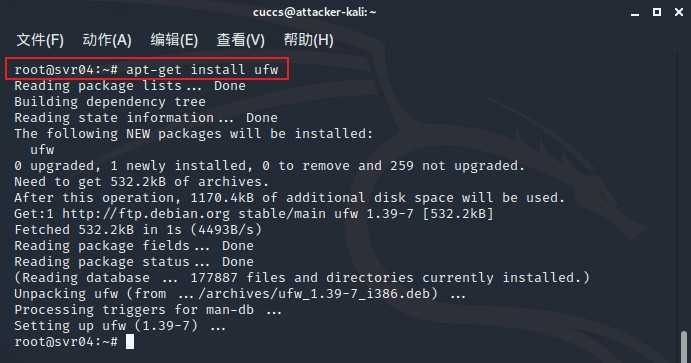 cuccs@attacker-kali: ~
文件(F) 动作(A) 编辑(E) 查看(V) 帮助(H)
root@svr04:~# apt-get install ufw
Reading package lists... Done
Building dependency tree
Reading state information... Done
The following NEW packages will be installed:
  ufw
0 upgraded, 1 newly installed, 0 to remove and 259 not upgraded.
Need to get 532.2kB of archives.
After this operation, 1170.4kB of additional disk space will be used.
Get:1 http://ftp.debian.org stable/main ufw 1.39-7 [532.2kB]
Fetched 532.2kB in 1s (4493B/s)
Reading package fields... Done
Reading package status... Done
(Reading database ... 177887 files and directories currently installed.)
Unpacking ufw (from .../archives/ufw_1.39-7_i386.deb) ...
Processing triggers for man-db ...
Setting up ufw (1.39-7) ...
root@svr04:~#